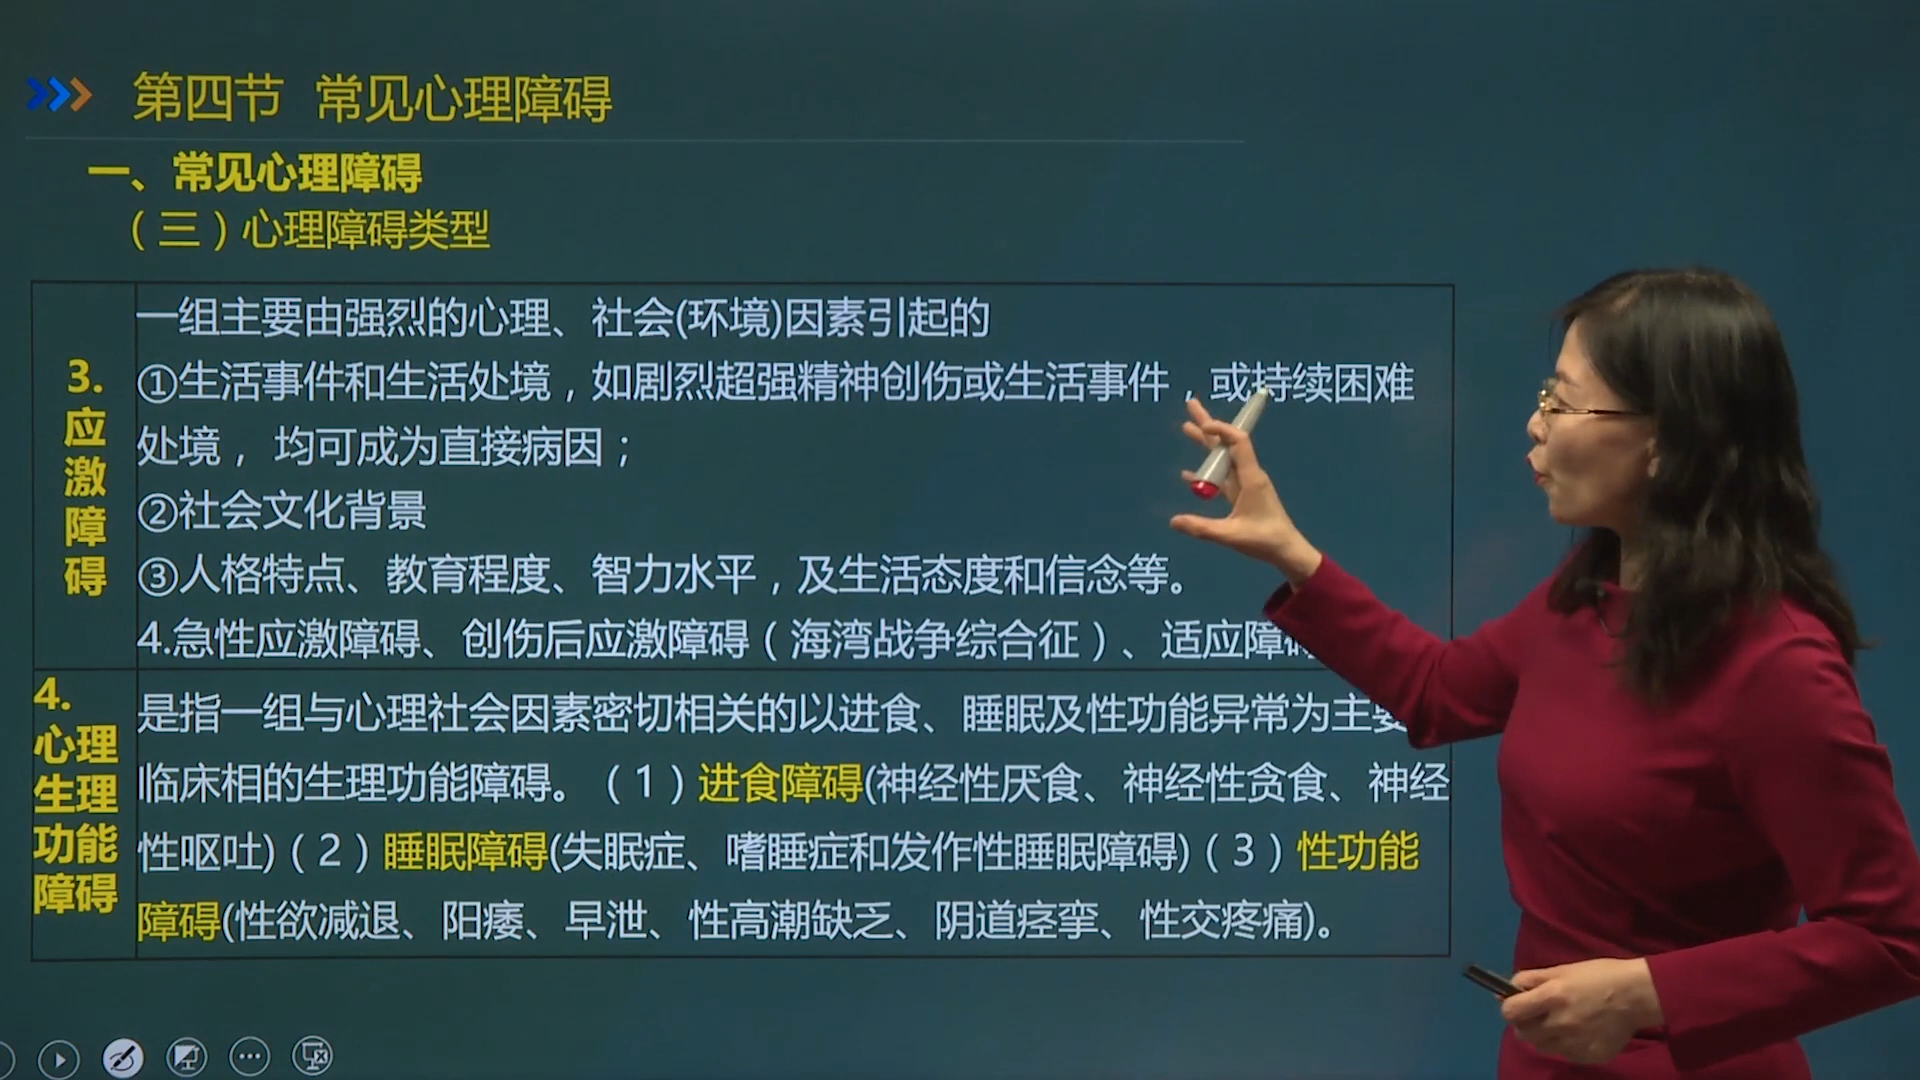 第四节 常见心理障碍
一、常见心理障碍
（三）心理障碍类型
3.
应
激
障
碍
一组主要由强烈的心理、社会(环境)因素引起的
①生活事件和生活处境，如剧烈超强精神创伤或生活事件，或持续困难
处境， 均可成为直接病因；
②社会文化背景
③人格特点、教育程度、智力水平，及生活态度和信念等。
4.急性应激障碍、创伤后应激障碍（海湾战争综合征）、适应障碍
4.
心理
生理
功能
障碍
是指一组与心理社会因素密切相关的以进食、睡眠及性功能异常为主要
临床相的生理功能障碍。（1）进食障碍(神经性厌食、神经性贪食、神经
性呕吐)（2）睡眠障碍(失眠症、嗜睡症和发作性睡眠障碍)（3）性功能
障碍(性欲减退、阳痿、早泄、性高潮缺乏、阴道痉挛、性交疼痛)。